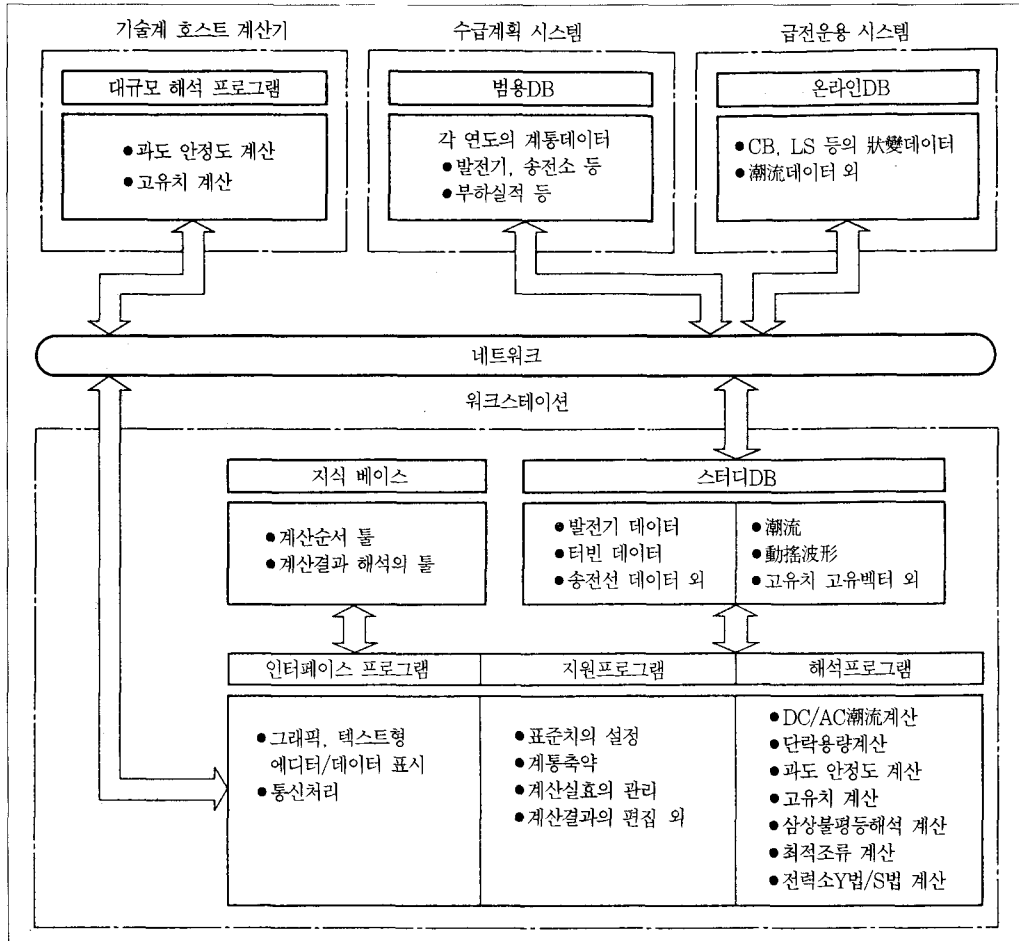 기술계 호스트 계산기
수급계획 시스템
급전운용 시스템
대규모 해석 프로그램
● 과도 안정도 계산
● 고유치 계산
범용DB
각 연도의 계통데이터
● 발전기, 송전소 등
● 부하실적 등
온라인DB
● CB, LS 등의 狀變데이터
● 潮流데이터 외
네트워크
워크스테이션
지식 베이스
● 계산순서 툴
● 계산결과 해석의 툴
스터디DB
● 발전기 데이터
● 터빈 데이터
● 송전선 데이터 외
● 潮流
● 動搖波形
● 고유치 고유벡터 외
인터페이스 프로그램
● 그래픽, 텍스트형
에디터/데이터 표시
● 통신처리
지원프로그램
● 표준치의 설정
● 계통축약
● 계산실효의 관리
● 계산결과의 편집 외
해석프로그램
● DC/AC潮流계산
● 단락용량계산
● 과도 안정도 계산
● 고유치 계산
● 삼상불평등해석 계산
● 최적조류 계산
● 전력소Y법/S법 계산